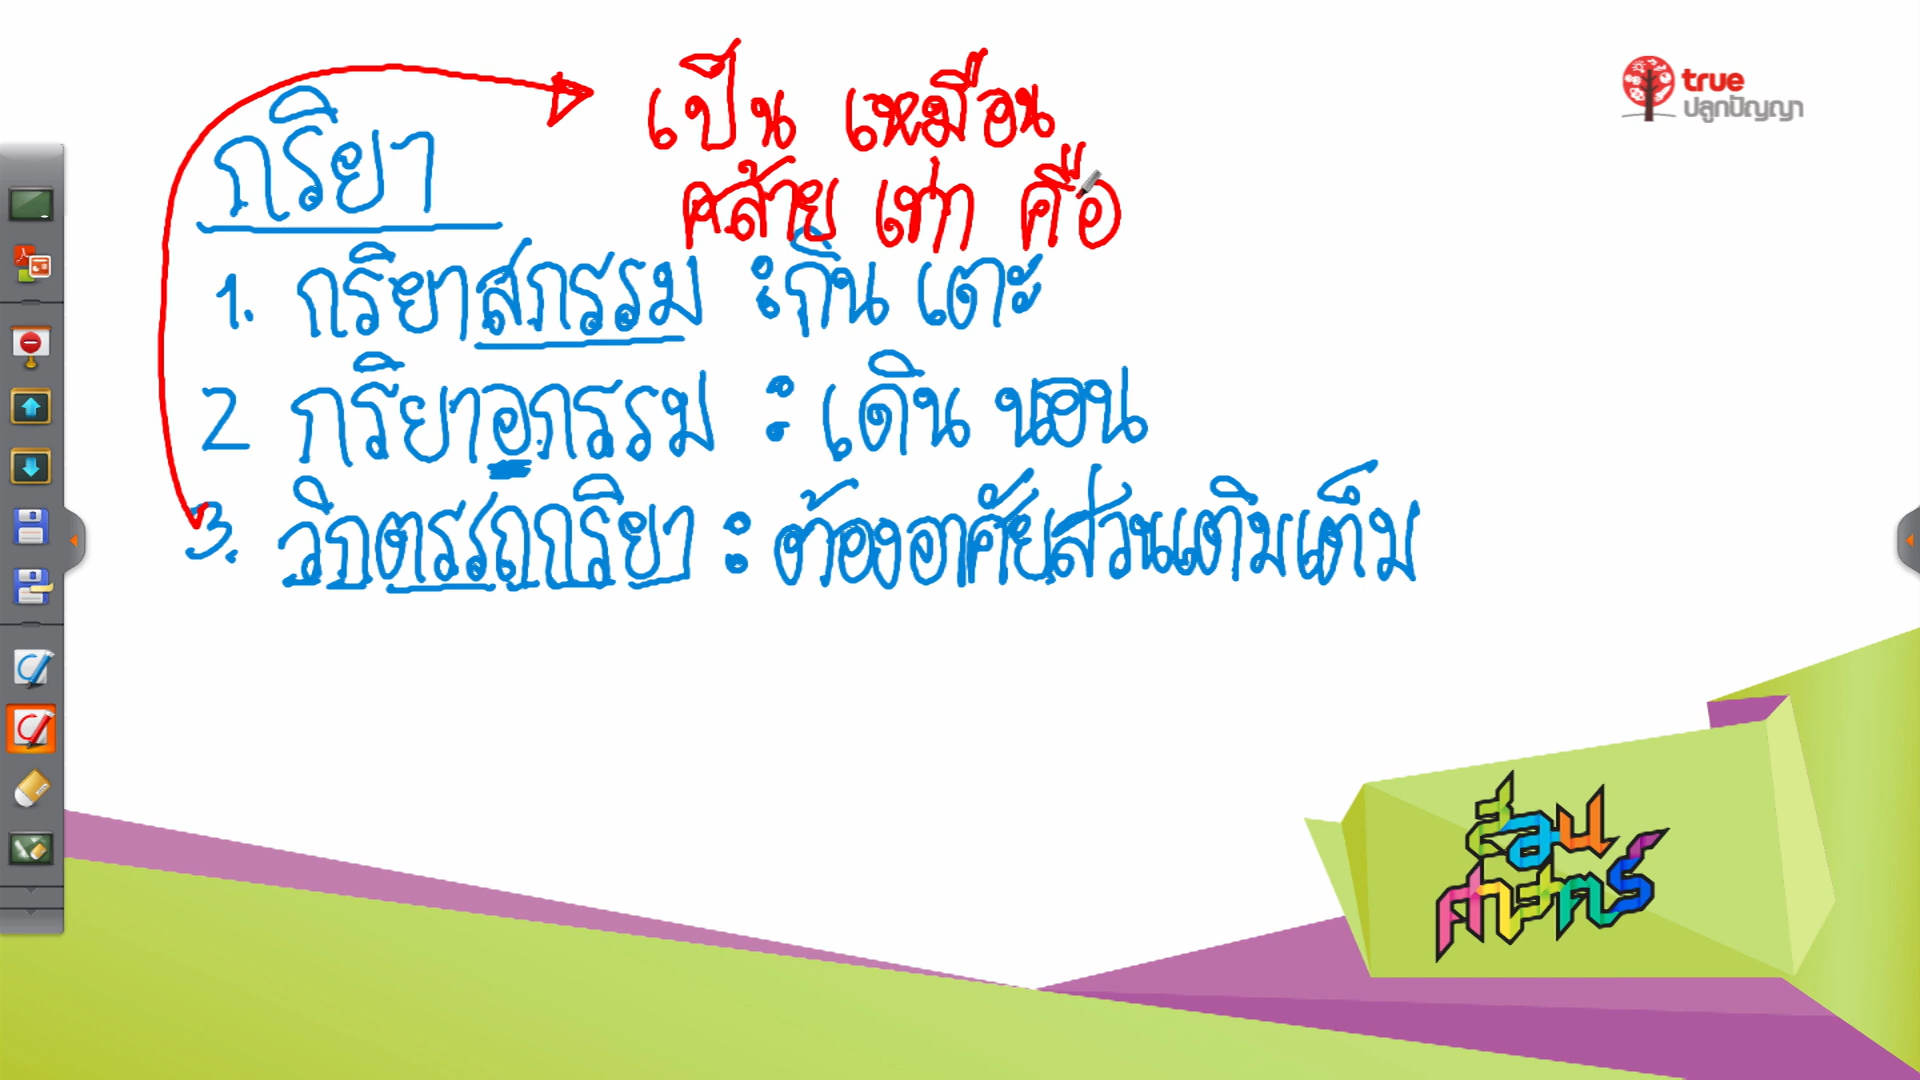 true
ปลูกปัญญา
เป็น เหมือน
คล้าย เท่า คือ
กริยา
1. กริยาสกรรม : กิน เตะ
2 กริยาอกรรม : เดิน นอน
3. วิกตรรถกริยา : ต้องอาศัยส่วนเติมเต็ม
สอน
ศาสตร์